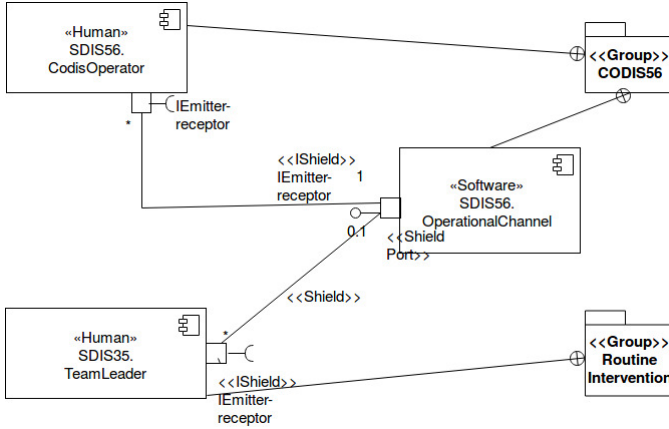 «Human»
SDIS56.
CodisOperator
<<Group>>
CODIS56
IEmitter-
receptor
*
<<IShield>>
IEmitter-
receptor
1
«Software»
SDIS56.
OperationalChannel
0.1
<<Shield
Port>>
<<Shield>>
*
«Human»
SDIS35.
TeamLeader
<<IShield>>
IEmitter-
receptor
<<Group>>
Routine
Intervention